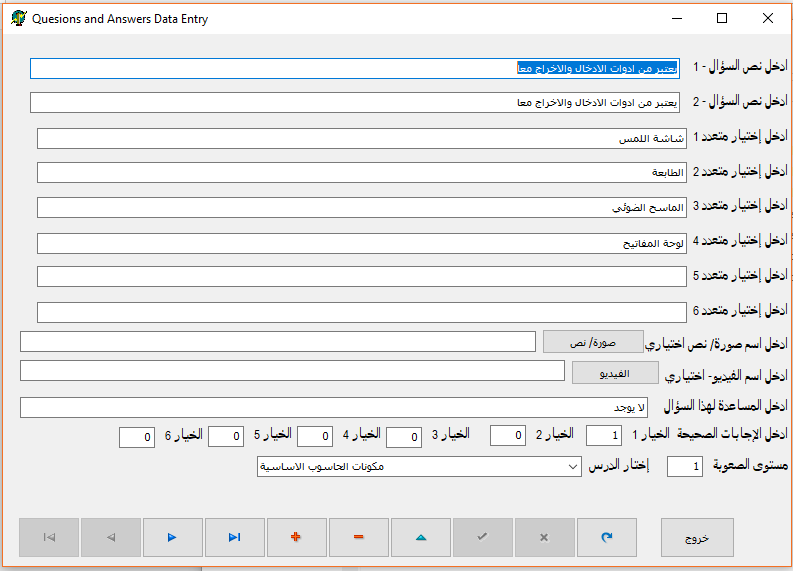 Quesions and Answers Data Entry
ادخل نص السؤال - 1 يعتبر من ادوات الادخال والاخراج معا
ادخل نص السؤال - 2 يعتبر من ادوات الادخال والاخراج معا
ادخل إختيار متعدد 1 شاشة اللمس
ادخل إختيار متعدد 2 الطابعة
ادخل إختيار متعدد 3 الماسح الضوئي
ادخل إختيار متعدد 4 لوحة المفاتيح
ادخل إختيار متعدد 5
ادخل إختيار متعدد 6
ادخل اسم صورة/ نص اختياري صورة/ نص
ادخل اسم الفيديو- اختياري الفيديو
ادخل المساعدة لهذا السؤال لا يوجد
ادخل الإجابات الصحيحة الخيار 1 1 الخيار 2 0 الخيار 3 0 الخيار 4 0 الخيار 5 0 الخيار 6 0
مستوى الصعوبة 1 إختار الدرس مكونات الحاسوب الاساسية
خروج